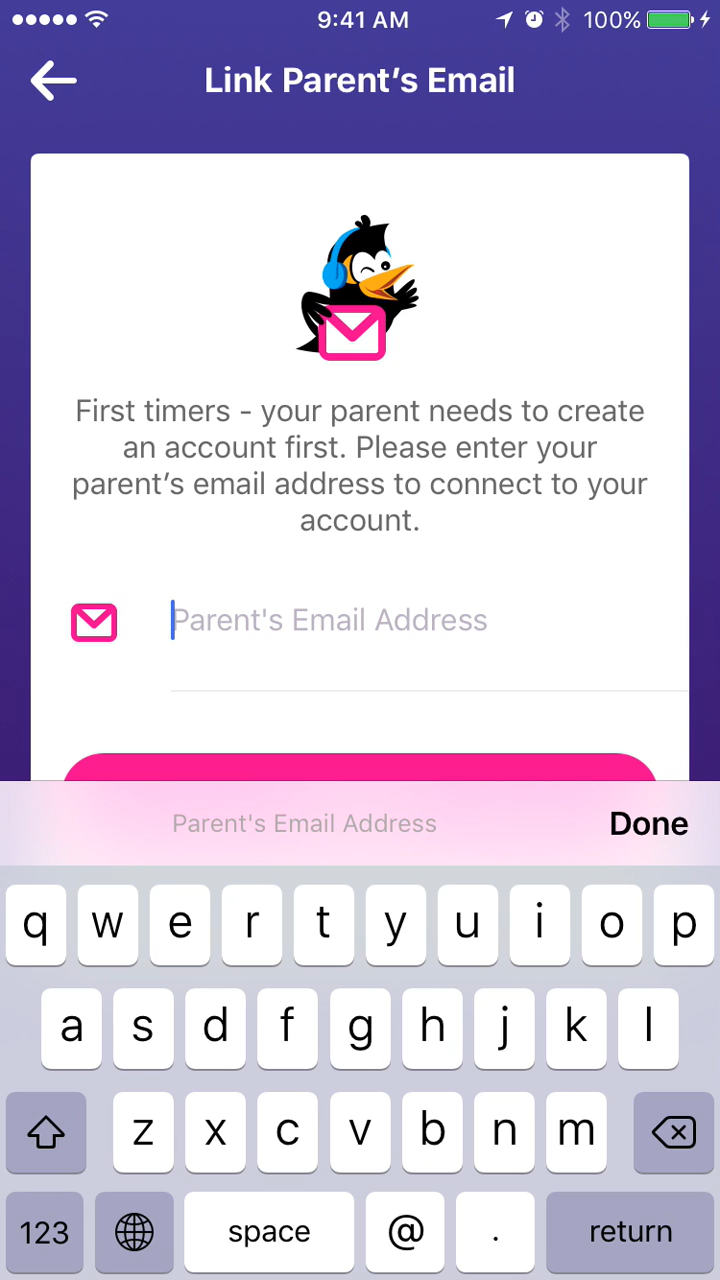 9:41 AM
100%
Link Parent’s Email
First timers - your parent needs to create
an account first. Please enter your
parent’s email address to connect to your
account.
Parent's Email Address
Parent's Email Address
Done
q w e r t y u i o p
a s d f g h j k l
z x c v b n m
123 space @ . return